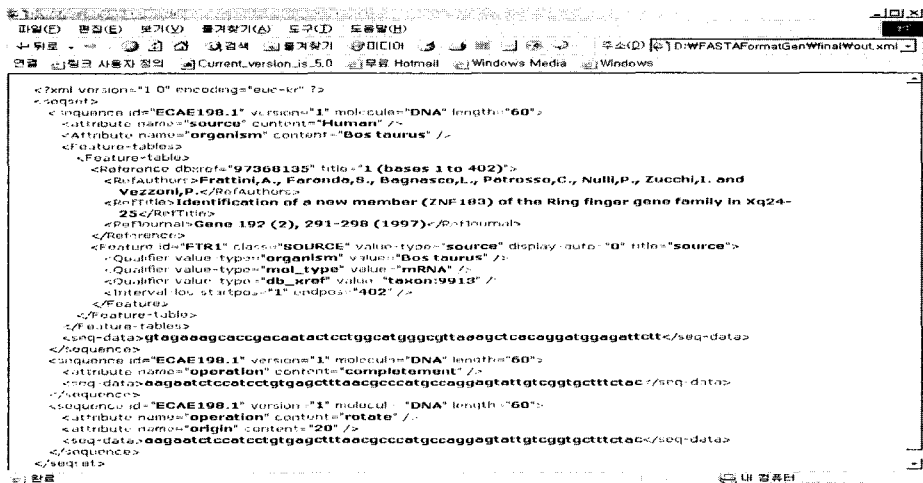 파일(F) 편집(E) 보기(V) 즐겨찾기(A) 도구(T) 도움말(H)
뒤로 검색 즐겨찾기 미디어 주소(D) D:\FASTAFormatGen\final\out.xml
연결 링크 사용자 정의 Current_version_is_5.0 무료 Hotmail Windows Media Windows
<?xml version="1.0" encoding="euc-kr" ?>
<seqset>
<sequence id="ECAE198.1" version="1" molecule="DNA" length="60">
<attribute name="source" content="Human" />
<Attribute name="organism" content="Bos taurus" />
<Feature-tables>
<Feature-table>
<Reference dbxref="97368135" title="1 (bases 1 to 402)">
<RefAuthors>Frattini,A., Faranda,S., Bagnasco,L., Patrosso,C., Nulli,P., Zucchi,I. and
Vezzoni,P.</RefAuthors>
<RefTitle>Identification of a new member (ZNF183) of the Ring finger gene family in Xq24-
25</RefTitle>
<RefJournal>Gene 192 (2), 291-298 (1997)</RefJournal>
</Reference>
<Feature id="FTR1" class="SOURCE" value-type="source" display-auto="0" title="source">
<Qualifier value-type="organism" value="Bos taurus" />
<Qualifier value-type="mol_type" value="mRNA" />
<Qualifier value-type="db_xref" value="taxon:9913" />
<Interval-loc startpos="1" endpos="402" />
</Feature>
</Feature-table>
</Feature-tables>
<seq-data>gtagaaagcaccgacaatactcctggcatgggcgttaaagctcacaggatggagattctt</seq-data>
</sequence>
<sequence id="ECAE198.1" version="1" molecule="DNA" length="60">
<attribute name="operation" content="completement" />
<seq-data>aagaatctccatcctgtgagctttaacgcccatgccaggagtattgtcggtgctttctac</seq-data>
</sequence>
<sequence id="ECAE198.1" version="1" molecule="DNA" length="60">
<attribute name="operation" content="rotate" />
<attribute name="origin" content="20" />
<seq-data>aagaatctccatcctgtgagctttaacgcccatgccaggagtattgtcggtgctttctac</seq-data>
</sequence>
</seqset>
완료 내 컴퓨터